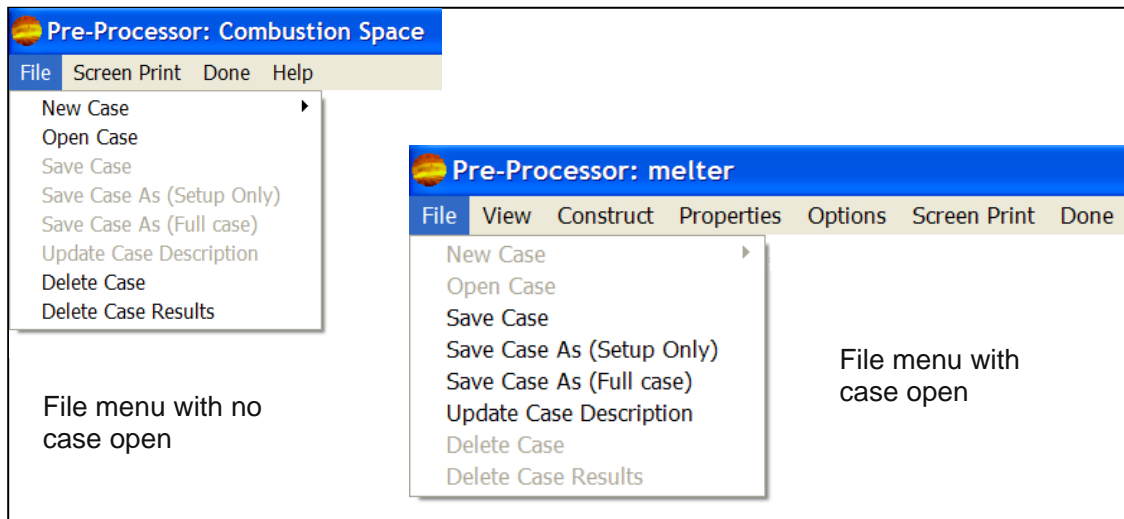 Pre-Processor: Combustion Space
File Screen Print Done Help
New Case
Open Case
Save Case
Save Case As (Setup Only)
Save Case As (Full case)
Update Case Description
Delete Case
Delete Case Results
File menu with no
case open
Pre-Processor: melter
File View Construct Properties Options Screen Print Done
New Case
Open Case
Save Case
Save Case As (Setup Only)
Save Case As (Full case)
Update Case Description
Delete Case
Delete Case Results
File menu with
case open